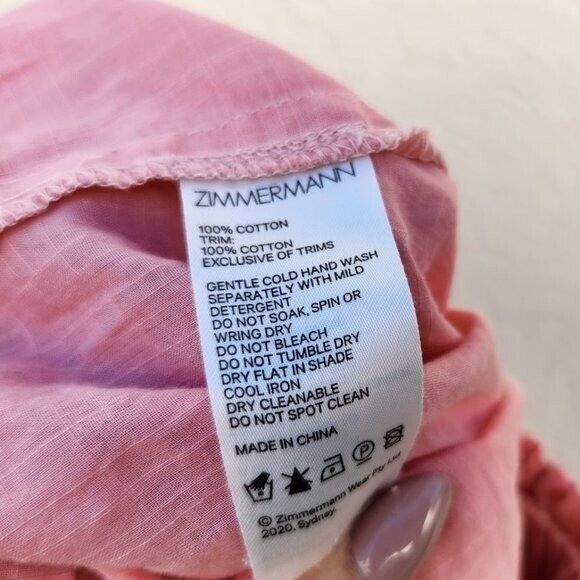 ZIMMERMANN
100% COTTON
TRIM:
100% COTTON
EXCLUSIVE OF TRIMS
GENTLE COLD HAND WASH
SEPARATELY WITH MILD
DETERGENT
DO NOT SOAK, SPIN OR
WRING DRY
DO NOT BLEACH
DO NOT TUMBLE DRY
DRY FLAT IN SHADE
COOL IRON
DRY CLEANABLE
DO NOT SPOT CLEAN
MADE IN CHINA
P
© Zimmermann Wear Pty Ltd
2020, Sydney.